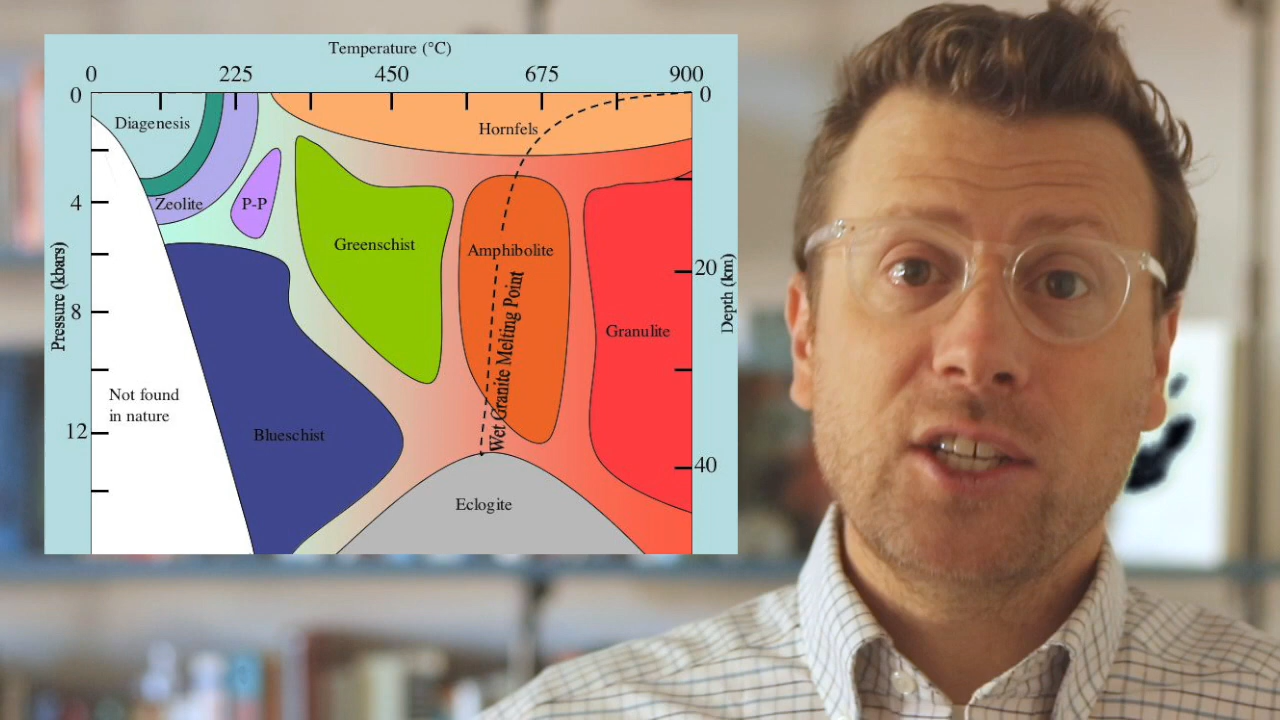 Temperature (°C)
0 225 450 675 900
0 0
Diagenesis
Hornfels
4 Zeolite P-P
Greenschist
Amphibolite
20
Pressure (kbars)
Depth (km)
8
Granulite
Wet Granite Melting Point
Not found
in nature
12 Blueschist
40
Eclogite